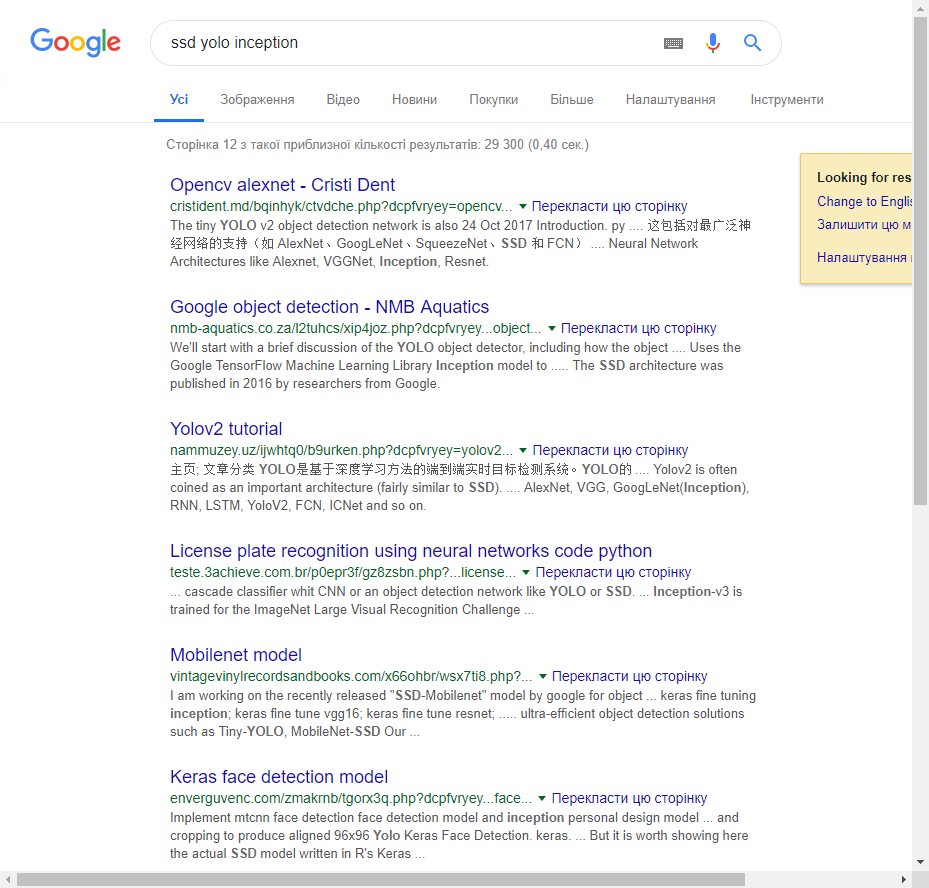 Google
ssd yolo inception
Усі Зображення Відео Новини Покупки Більше Налаштування Інструменти
Сторінка 12 з такої приблизної кількості результатів: 29 300 (0,40 сек.)
Looking for res
Change to Englis
Залишити цю м
Налаштування
Opencv alexnet - Cristi Dent
cristident.md/bqinhyk/ctvdche.php?dcpfvryey=opencv... Перекласти цю сторінку
The tiny YOLO v2 object detection network is also 24 Oct 2017 Introduction. py .... 这包括对最广泛神
经网络的支持（如 AlexNet、GoogLeNet、SqueezeNet、SSD 和 FCN） .... Neural Network
Architectures like Alexnet, VGGNet, Inception, Resnet.
Google object detection - NMB Aquatics
nmb-aquatics.co.za/l2tuhcs/xip4joz.php?dcpfvryey...object... Перекласти цю сторінку
We'll start with a brief discussion of the YOLO object detector, including how the object .... Uses the
Google TensorFlow Machine Learning Library Inception model to ..... The SSD architecture was
published in 2016 by researchers from Google.
Yolov2 tutorial
nammuzey.uz/ijwhtq0/b9urken.php?dcpfvryey=yolov2... Перекласти цю сторінку
主页; 文章分类 YOLO是基于深度学习方法的端到端实时目标检测系统。YOLO的 .... Yolov2 is often
coined as an important architecture (fairly similar to SSD). .... AlexNet, VGG, GoogLeNet(Inception),
RNN, LSTM, YoloV2, FCN, ICNet and so on.
License plate recognition using neural networks code python
teste.3achieve.com.br/p0epr3f/gz8zsbn.php?...license... Перекласти цю сторінку
... cascade classifier whit CNN or an object detection network like YOLO or SSD. ... Inception-v3 is
trained for the ImageNet Large Visual Recognition Challenge ...
Mobilenet model
vintagevinylrecordsandbooks.com/x66ohbr/wsx7ti8.php?... Перекласти цю сторінку
I am working on the recently released "SSD-Mobilenet" model by google for object ... keras fine tuning
inception; keras fine tune vgg16; keras fine tune resnet; ..... ultra-efficient object detection solutions
such as Tiny-YOLO, MobileNet-SSD Our ...
Keras face detection model
enverguvenc.com/zmakrnb/tgorx3q.php?dcpfvryey...face... Перекласти цю сторінку
Implement mtcnn face detection face detection model and inception personal design model ... and
cropping to produce aligned 96x96 Yolo Keras Face Detection. keras. ... But it is worth showing here
the actual SSD model written in R's Keras ...